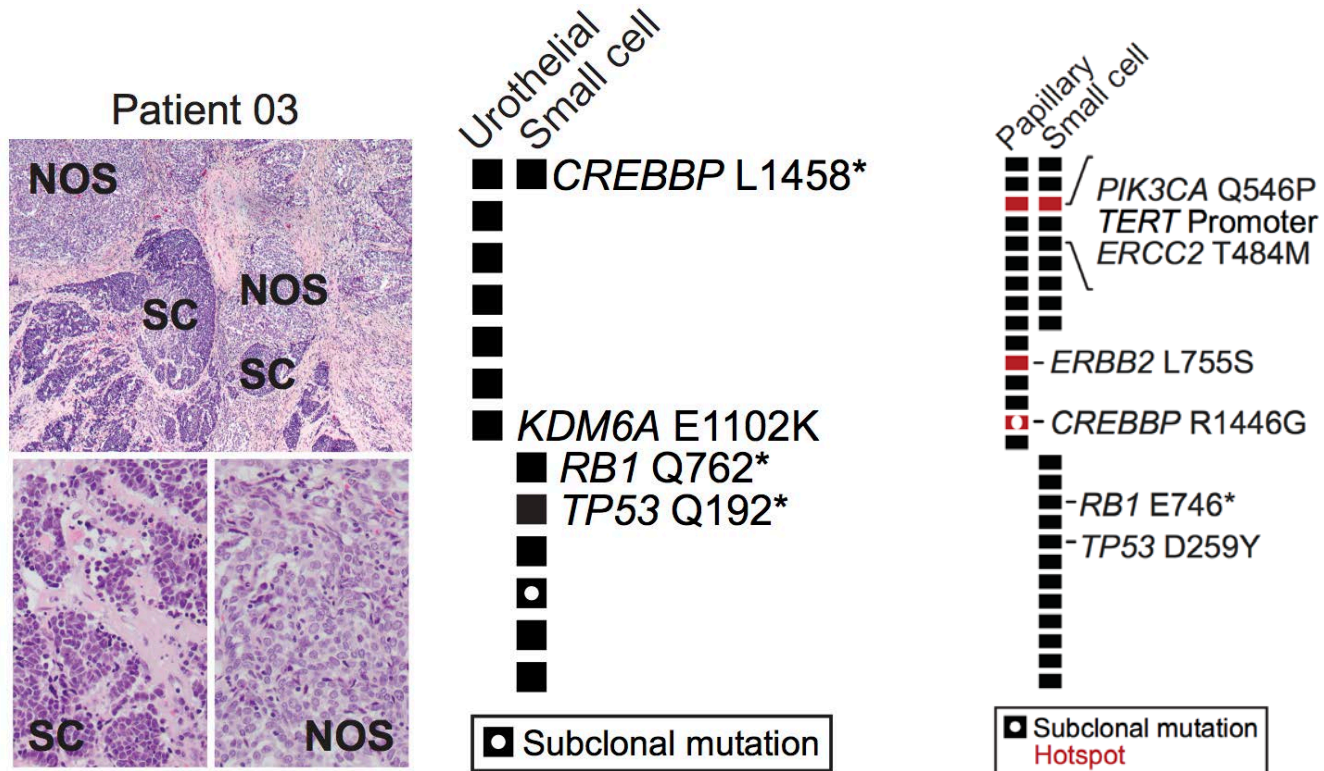 Patient 03
NOS
NOS
SC
SC
SC
NOS
Urothelial
Small cell
CREBBP L1458*
KDM6A E1102K
RB1 Q762*
TP53 Q192*
Subclonal mutation
Papillary
Small cell
PIK3CA Q546P
TERT Promoter
ERCC2 T484M
ERBB2 L755S
CREBBP R1446G
RB1 E746*
TP53 D259Y
Subclonal mutation
Hotspot